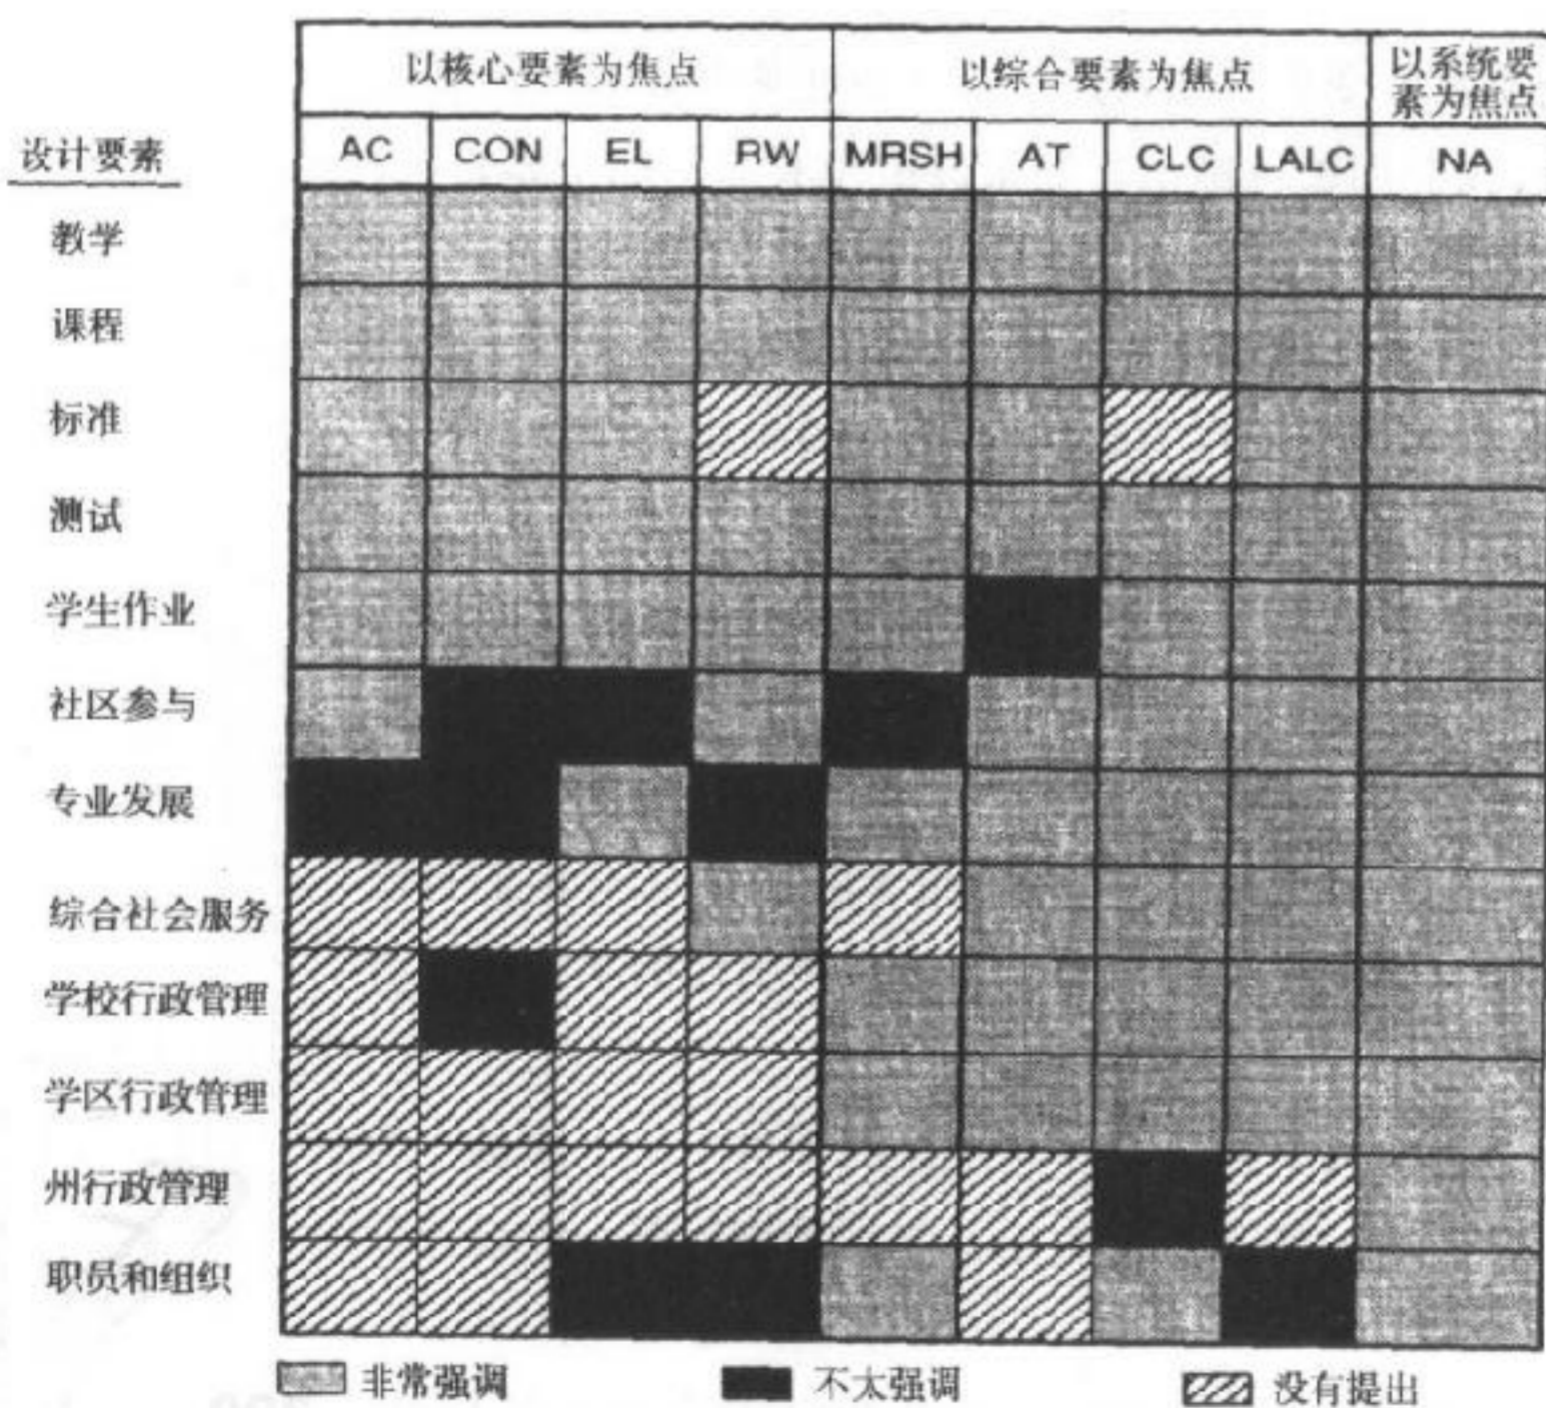 以核心要素为焦点 以综合要素为焦点 以系统要
素为焦点
设计要素 AC CON EL RW MRSH AT CLC LALC NA
教学
课程
标准
测试
学生作业
社区参与
专业发展
综合社会服务
学校行政管理
学区行政管理
州行政管理
职员和组织
非常强调 不太强调 没有提出